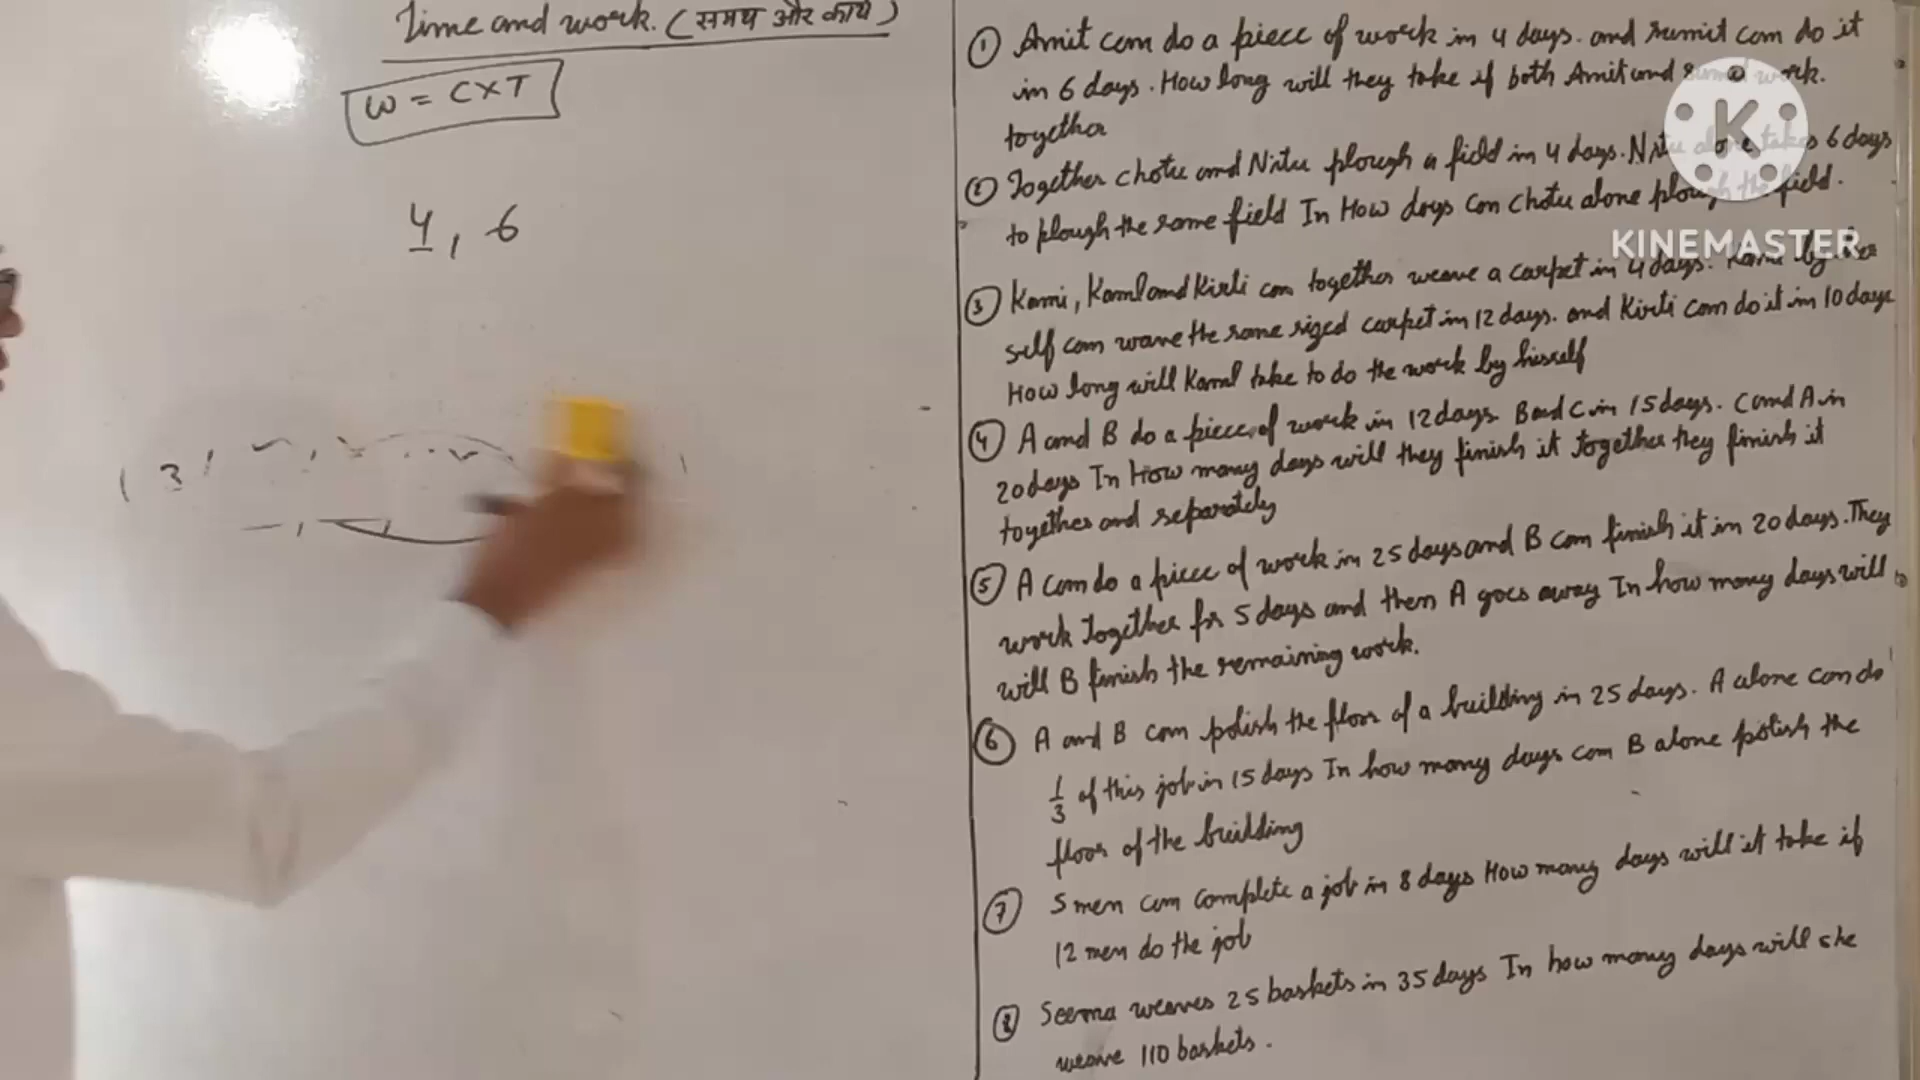 Time and work. (समय और कार्य)
W = C×T
4, 6
3
① Amit can do a piece of work in 4 days. and sumit can do it
in 6 days. How long will they take if both Amit and work.
together
② Together chotu and Nitu plough a field in 4 days. 6 days
to plough the same field In How days Can chotu alone plough the field.
③ Kami, Kaml and Kirti can together weave a carpet in 4 days. by her
self can wave the same sized carpet in 12 days. and Kirti can do it in 10 days
How long will Kamal take to do the work by hisself
④ A and B do a piece of work in 12 days B and C in 15 days. C and A in
20 days In How many days will they finish it together they finish it
together and separately
⑤ A can do a piece of work in 25 days and B can finish it in 20 days. They
work together for 5 days and then A goes away In how many days will
will B finish the remaining work.
⑥ A and B can polish the floor of a building in 25 days. A alone can do
1/3 of this job in 15 days In how many days can B alone polish the
floor of the building
⑦ 5 men can complete a job in 8 days How many days will it take if
12 men do the job
⑧ Seema weaves 25 baskets in 35 days In how many days will she
weave 110 baskets.
K
KINEMASTER